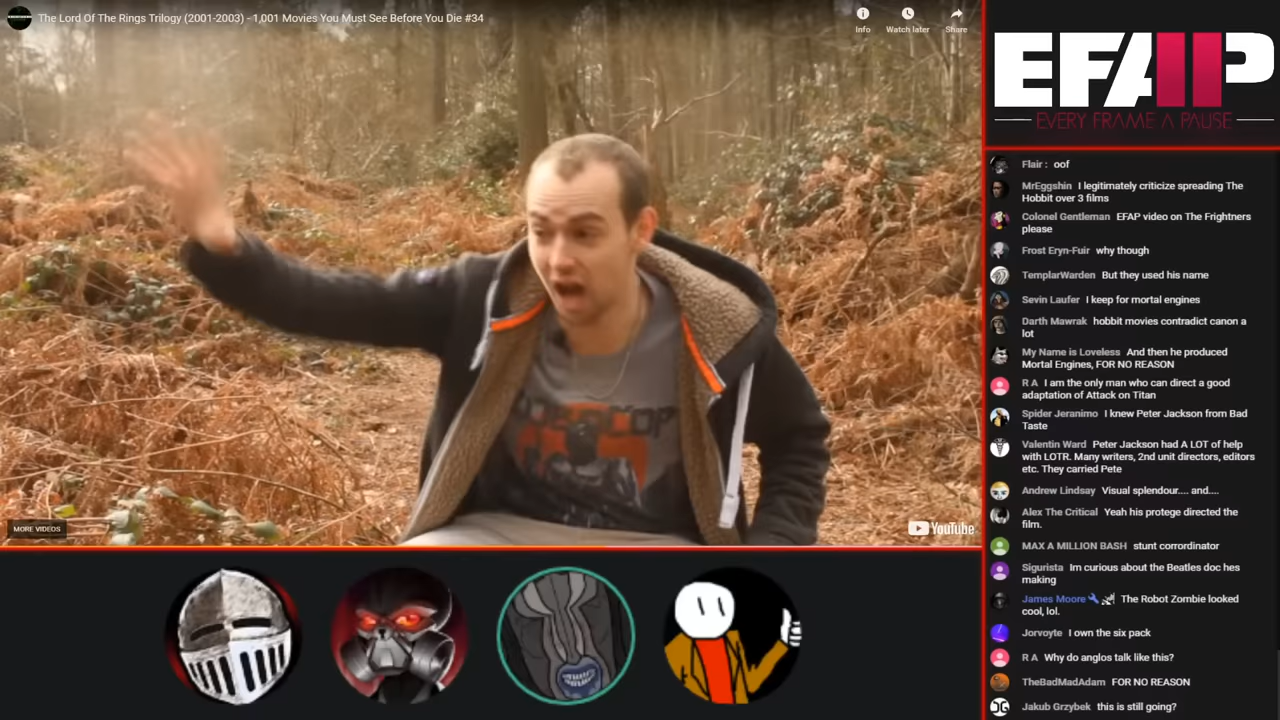 The Lord Of The Rings Trilogy (2001-2003) - 1,001 Movies You Must See Before You Die #34
Info
Watch later
Share
MORE VIDEOS
YouTube
EFAP
EVERY FRAME A PAUSE
Flair : oof
MrEggshin I legitimately criticize spreading The
Hobbit over 3 films
Colonel Gentleman EFAP video on The Frightners
please
Frost Eryn-Fuir why though
TemplarWarden But they used his name
Sevin Laufer I keep for mortal engines
Darth Mawrak hobbit movies contradict canon a
lot
My Name is Loveless And then he produced
Mortal Engines, FOR NO REASON
R A I am the only man who can direct a good
adaptation of Attack on Titan
Spider Jeranimo I knew Peter Jackson from Bad
Taste
Valentin Ward Peter Jackson had A LOT of help
with LOTR. Many writers, 2nd unit directors, editors
etc. They carried Pete
Andrew Lindsay Visual splendour.... and....
Alex The Critical Yeah his protege directed the
film.
MAX A MILLION BASH stunt corrordinator
Sigurista Im curious about the Beatles doc hes
making
James Moore The Robot Zombie looked
cool, lol.
Jorvoyte I own the six pack
R A Why do anglos talk like this?
TheBadMadAdam FOR NO REASON
Jakub Grzybek this is still going?